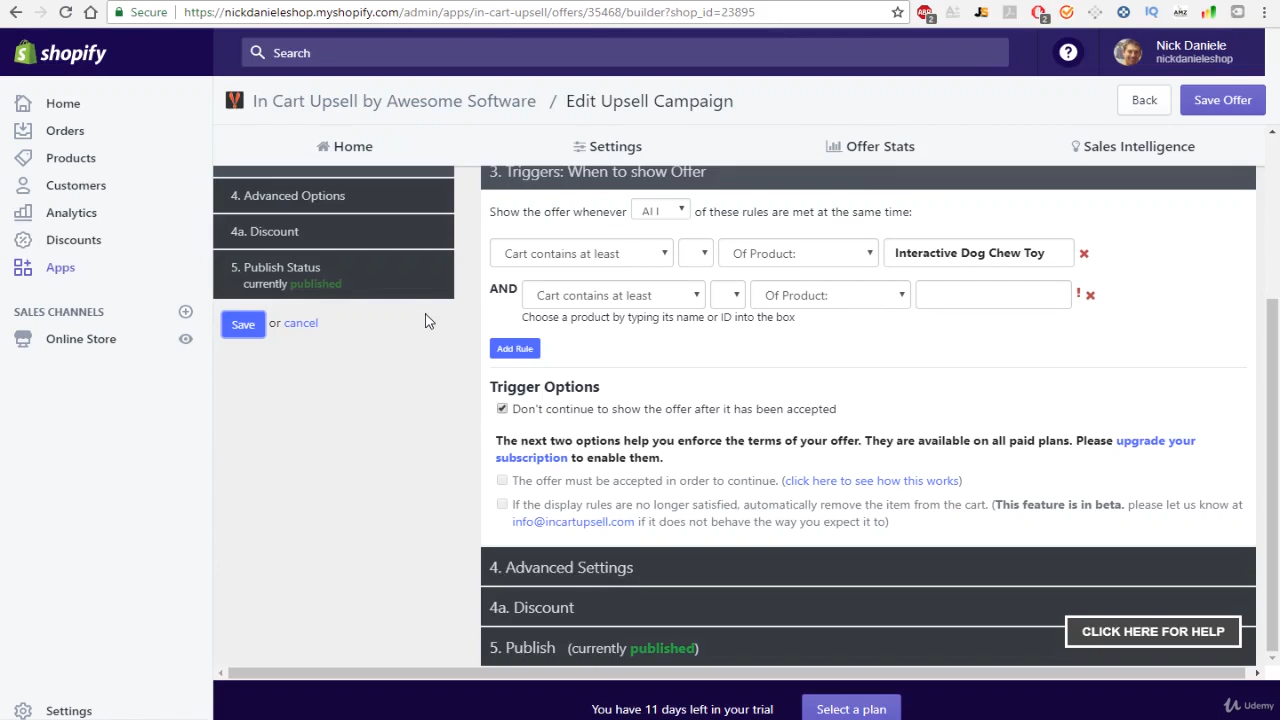 Secure
https://nickdanieleshop.myshopify.com/admin/apps/in-cart-upsell/offers/35468/builder?shop_id=23895
shopify
Search
Nick Daniele
nickdanieleshop
In Cart Upsell by Awesome Software / Edit Upsell Campaign
Back
Save Offer
Home
Settings
Offer Stats
Sales Intelligence
Home
Orders
Products
Customers
Analytics
Discounts
Apps
SALES CHANNELS
Online Store
Settings
4. Advanced Options
4a. Discount
5. Publish Status
currently published
Save or cancel
3. Triggers: When to show Offer
Show the offer whenever ALL of these rules are met at the same time:
Cart contains at least Of Product: Interactive Dog Chew Toy
AND Cart contains at least Of Product: !
Choose a product by typing its name or ID into the box
Add Rule
Trigger Options
Don't continue to show the offer after it has been accepted
The next two options help you enforce the terms of your offer. They are available on all paid plans. Please upgrade your
subscription to enable them.
The offer must be accepted in order to continue. (click here to see how this works)
If the display rules are no longer satisfied, automatically remove the item from the cart. (This feature is in beta. please let us know at
info@incartupsell.com if it does not behave the way you expect it to)
4. Advanced Settings
4a. Discount
5. Publish (currently published)
CLICK HERE FOR HELP
You have 11 days left in your trial
Select a plan
Udemy